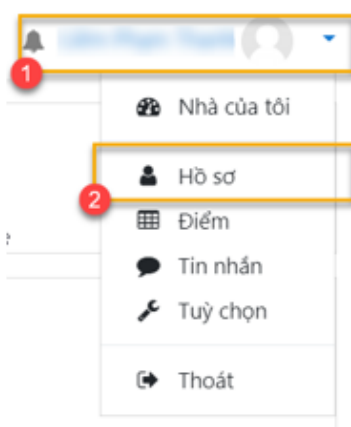 1
Nhà của tôi
2
Hồ sơ
Điểm
Tin nhắn
Tuỳ chọn
Thoát